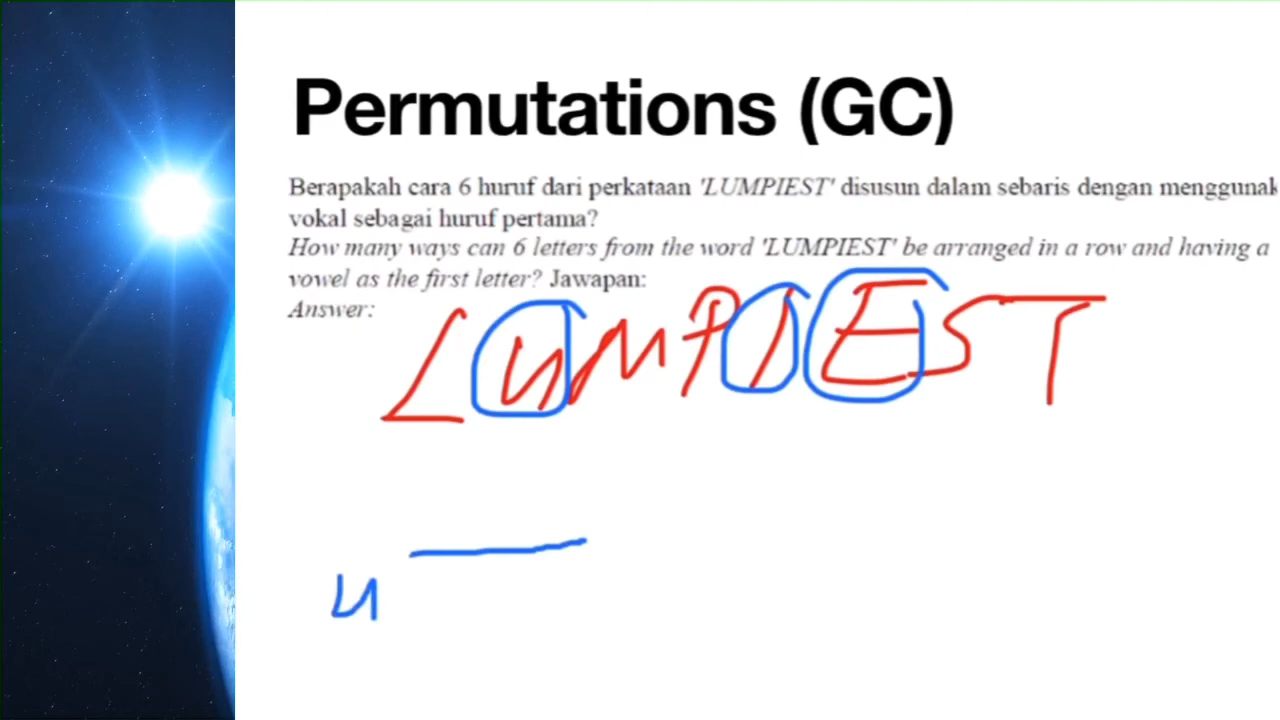 Permutations (GC)
Berapakah cara 6 huruf dari perkataan 'LUMPIEST' disusun dalam sebaris dengan menggunak
vokal sebagai huruf pertama?
How many ways can 6 letters from the word 'LUMPIEST' be arranged in a row and having a
vowel as the first letter? Jawapan:
Answer:
LUMPIEST
u